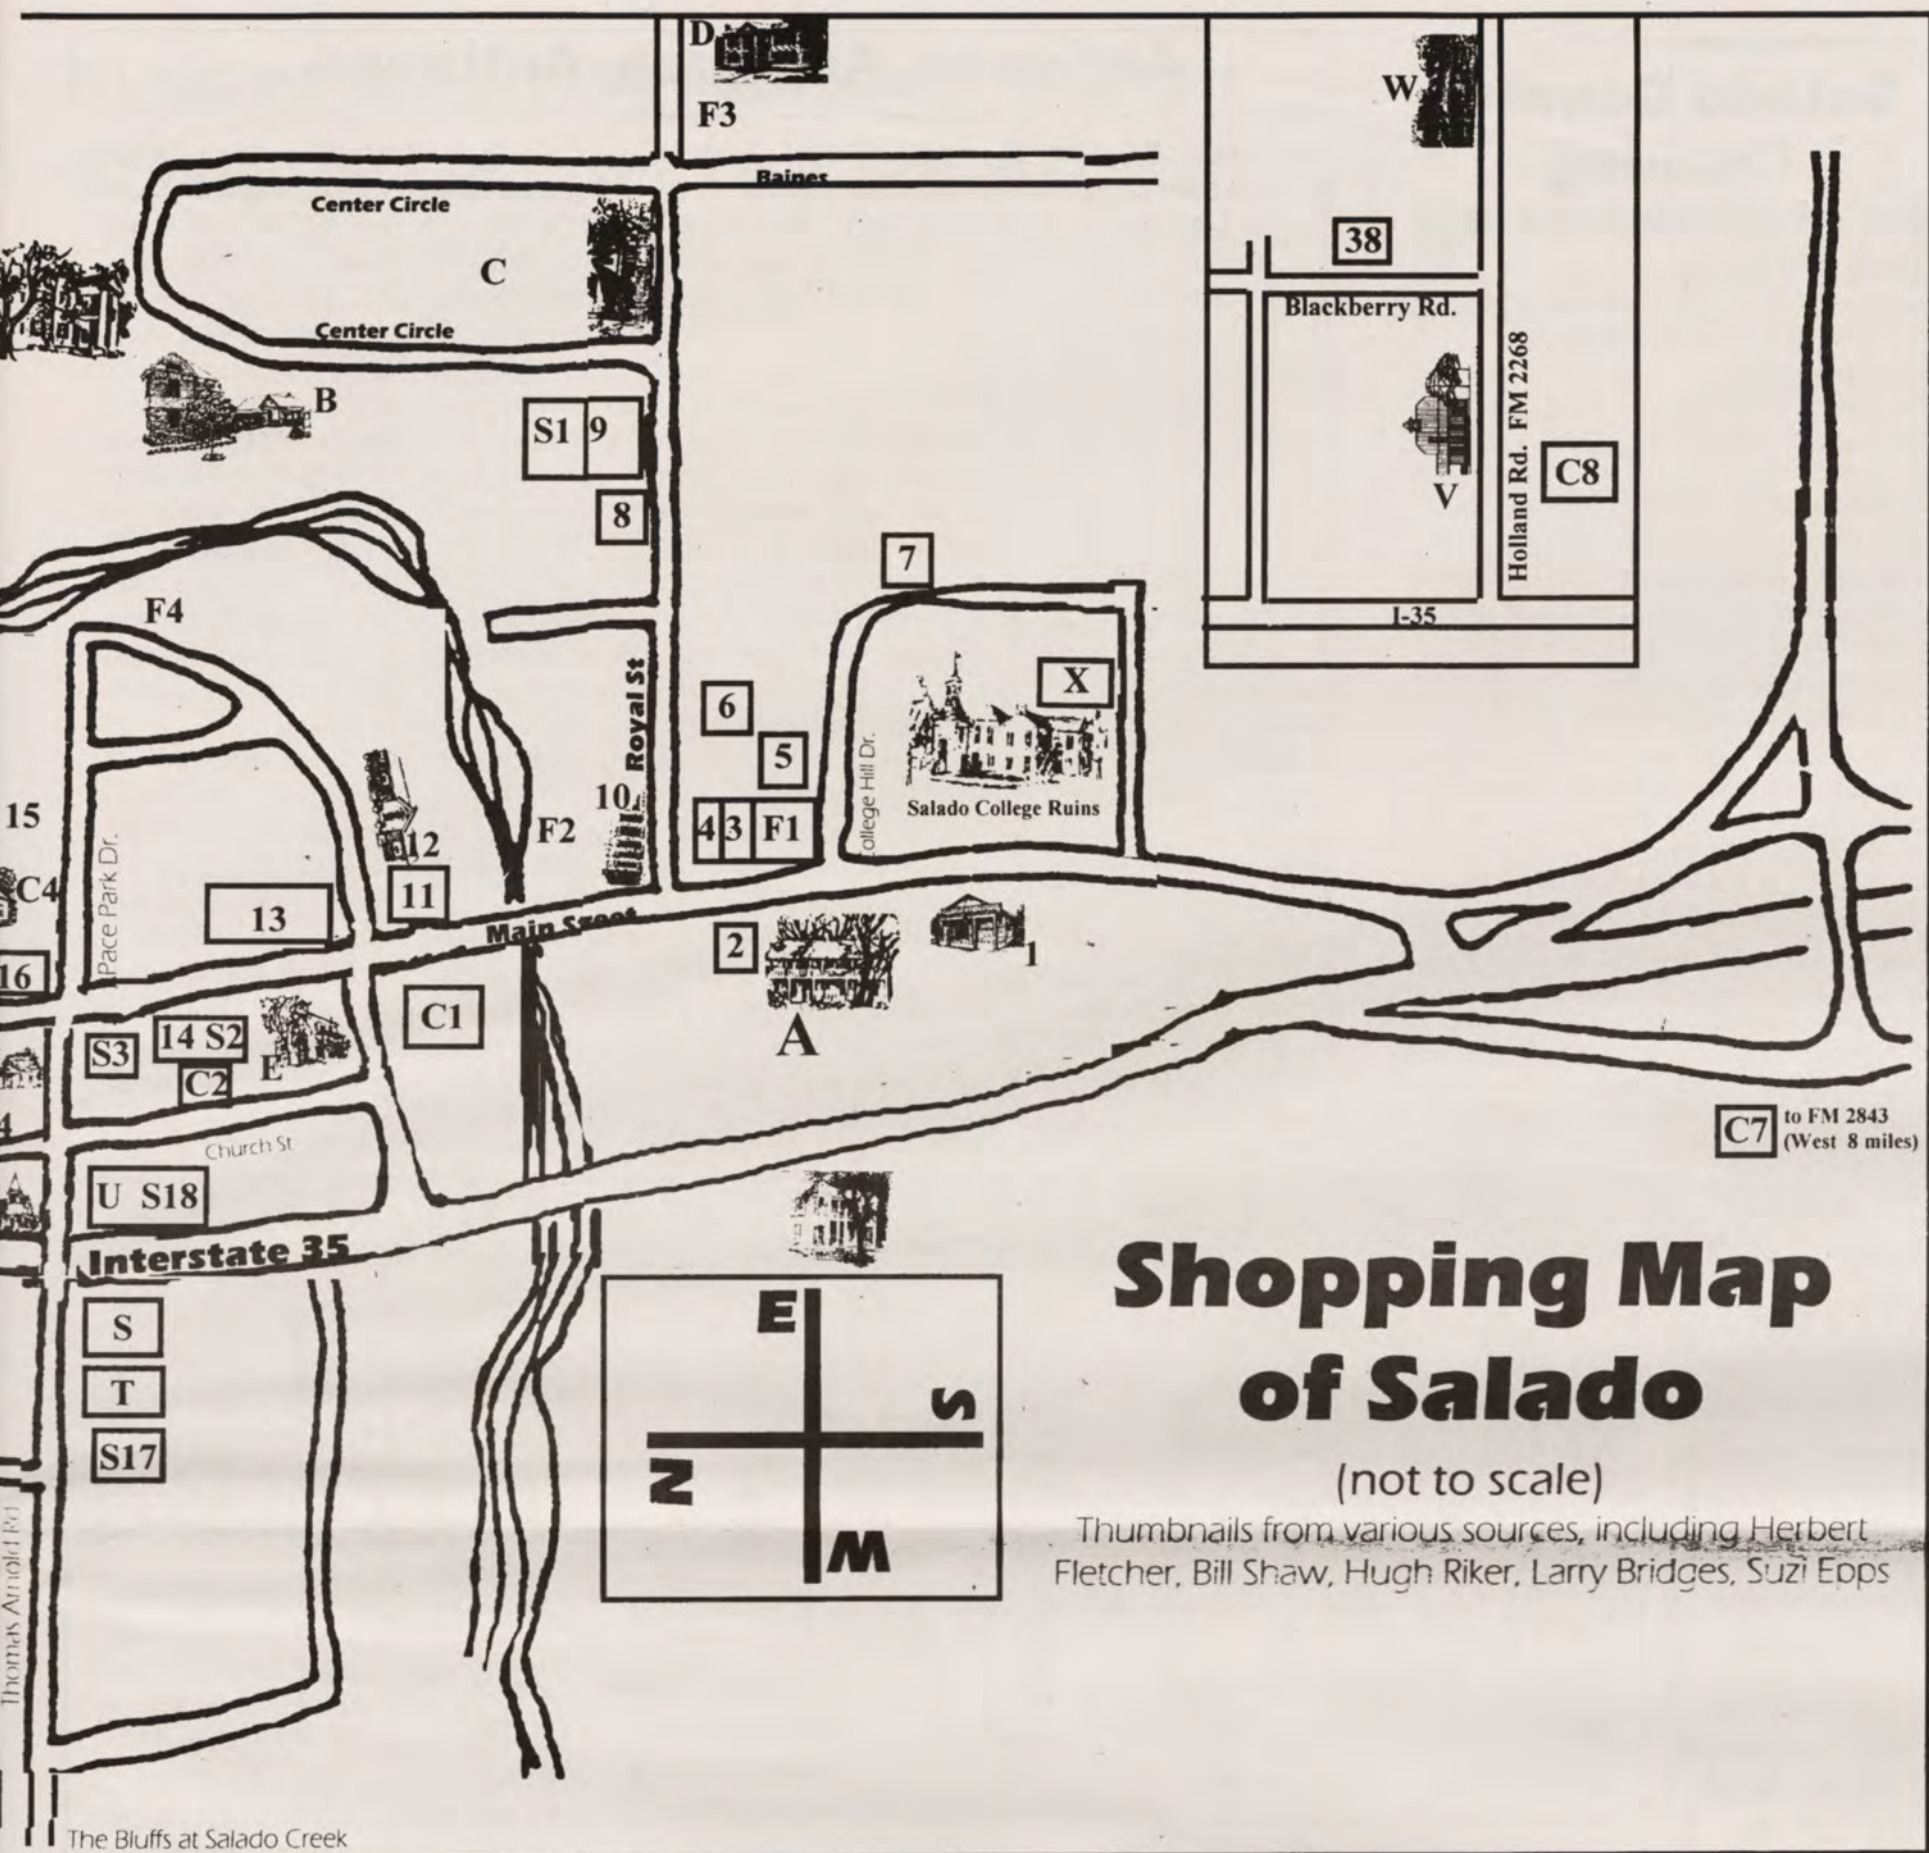 D
F3
W
Baines
Center Circle
C
38
Center Circle
Blackberry Rd.
B
S1 9
Holland Rd. FM 2268
C8
V
8
7
F4
I-35
Royal St
6
X
5
College Hill Dr.
10
Salado College Ruins
15
4 3 F1
F2
12
Pace Park Dr.
C4
11
13
Main Street
2
1
16
C1
A
14 S2
S3
E
C2
4
C7 to FM 2843
(West 8 miles)
Church St
U S18
Interstate 35
S
T
S17
E
S
N
W
Shopping Map
of Salado
(not to scale)
Thumbnails from various sources, including Herbert
Fletcher, Bill Shaw, Hugh Riker, Larry Bridges, Suzi Epps
Thomas Arnold Rd
The Bluffs at Salado Creek